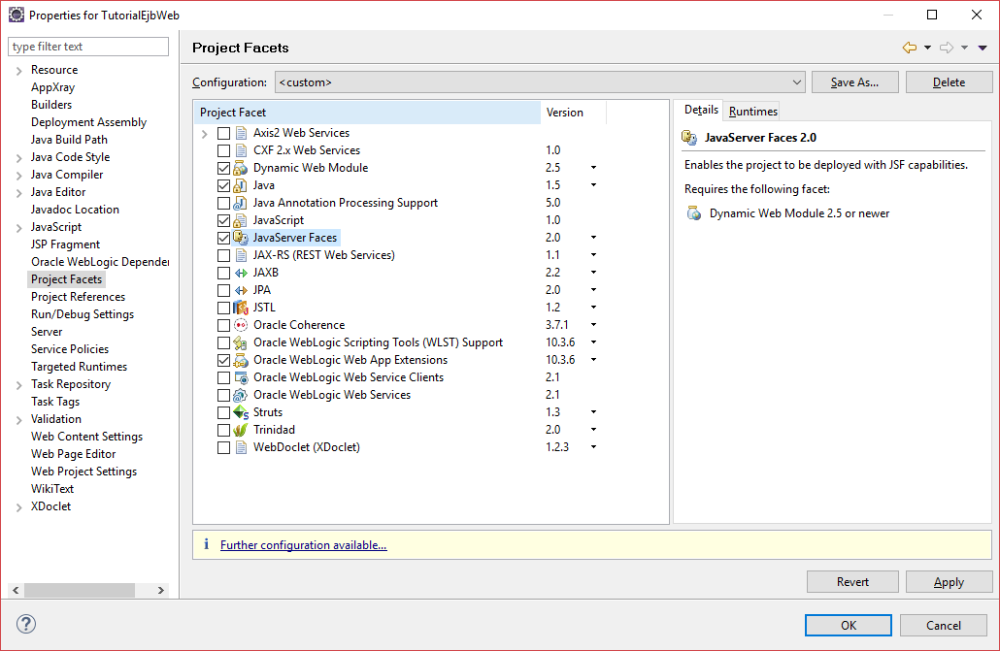 Properties for TutorialEjbWeb
type filter text
Resource
AppXray
Builders
Deployment Assembly
Java Build Path
Java Code Style
Java Compiler
Java Editor
Javadoc Location
JavaScript
JSP Fragment
Oracle WebLogic Depender
Project Facets
Project References
Run/Debug Settings
Server
Service Policies
Targeted Runtimes
Task Repository
Task Tags
Validation
Web Content Settings
Web Page Editor
Web Project Settings
WikiText
XDoclet
Project Facets
Configuration: <custom> Save As... Delete
Project Facet Version
Axis2 Web Services
CXF 2.x Web Services 1.0
Dynamic Web Module 2.5
Java 1.5
Java Annotation Processing Support 5.0
JavaScript 1.0
JavaServer Faces 2.0
JAX-RS (REST Web Services) 1.1
JAXB 2.2
JPA 2.0
JSTL 1.2
Oracle Coherence 3.7.1
Oracle WebLogic Scripting Tools (WLST) Support 10.3.6
Oracle WebLogic Web App Extensions 10.3.6
Oracle WebLogic Web Service Clients 2.1
Oracle WebLogic Web Services 2.1
Struts 1.3
Trinidad 2.0
WebDoclet (XDoclet) 1.2.3
Details Runtimes
JavaServer Faces 2.0
Enables the project to be deployed with JSF capabilities.
Requires the following facet:
Dynamic Web Module 2.5 or newer
i Further configuration available...
Revert Apply
? OK Cancel